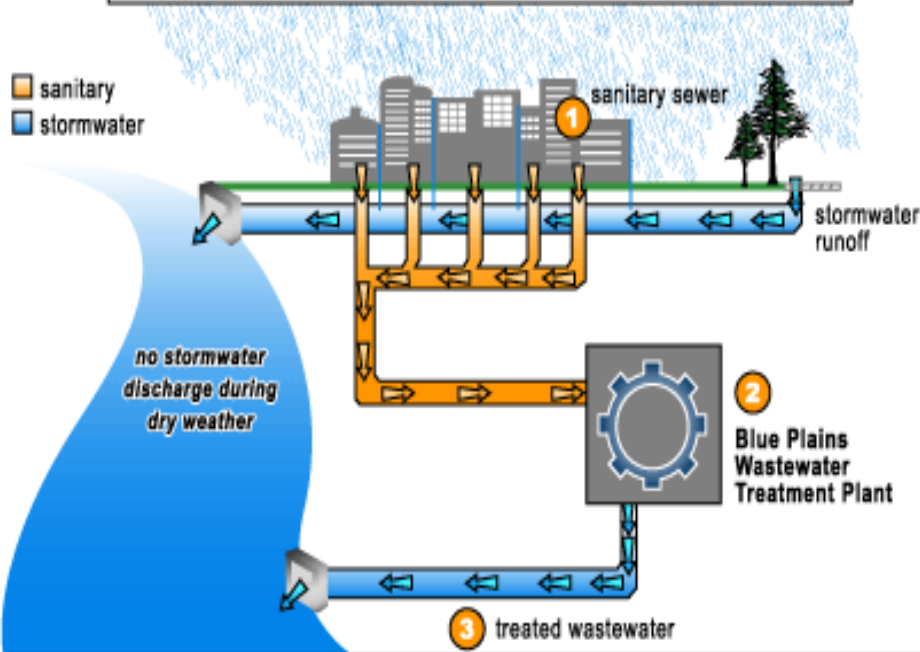 sanitary
stormwater
1
sanitary sewer
stormwater
runoff
no stormwater
discharge during
dry weather
2
Blue Plains
Wastewater
Treatment Plant
3
treated wastewater